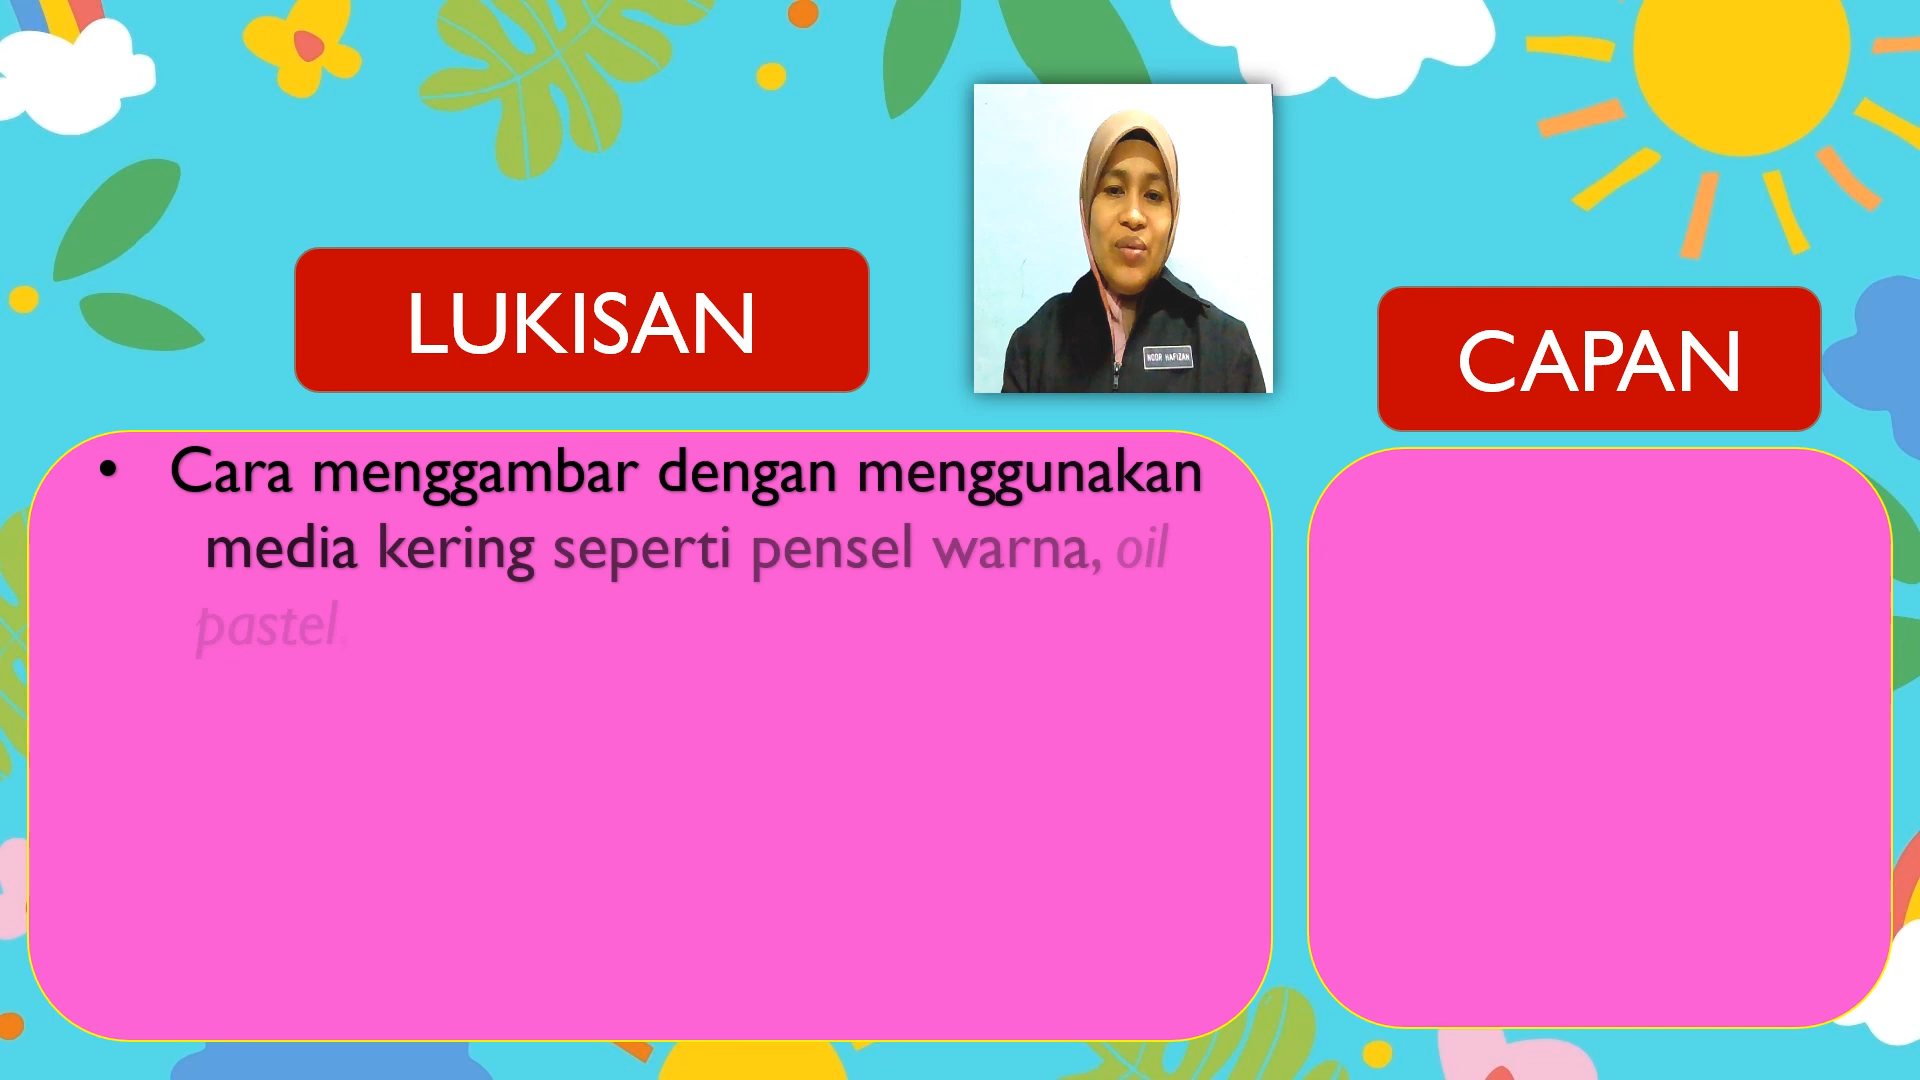 LUKISAN
NOOR HAFIZAN
CAPAN
• Cara menggambar dengan menggunakan
media kering seperti pensel warna, oil
pastel.